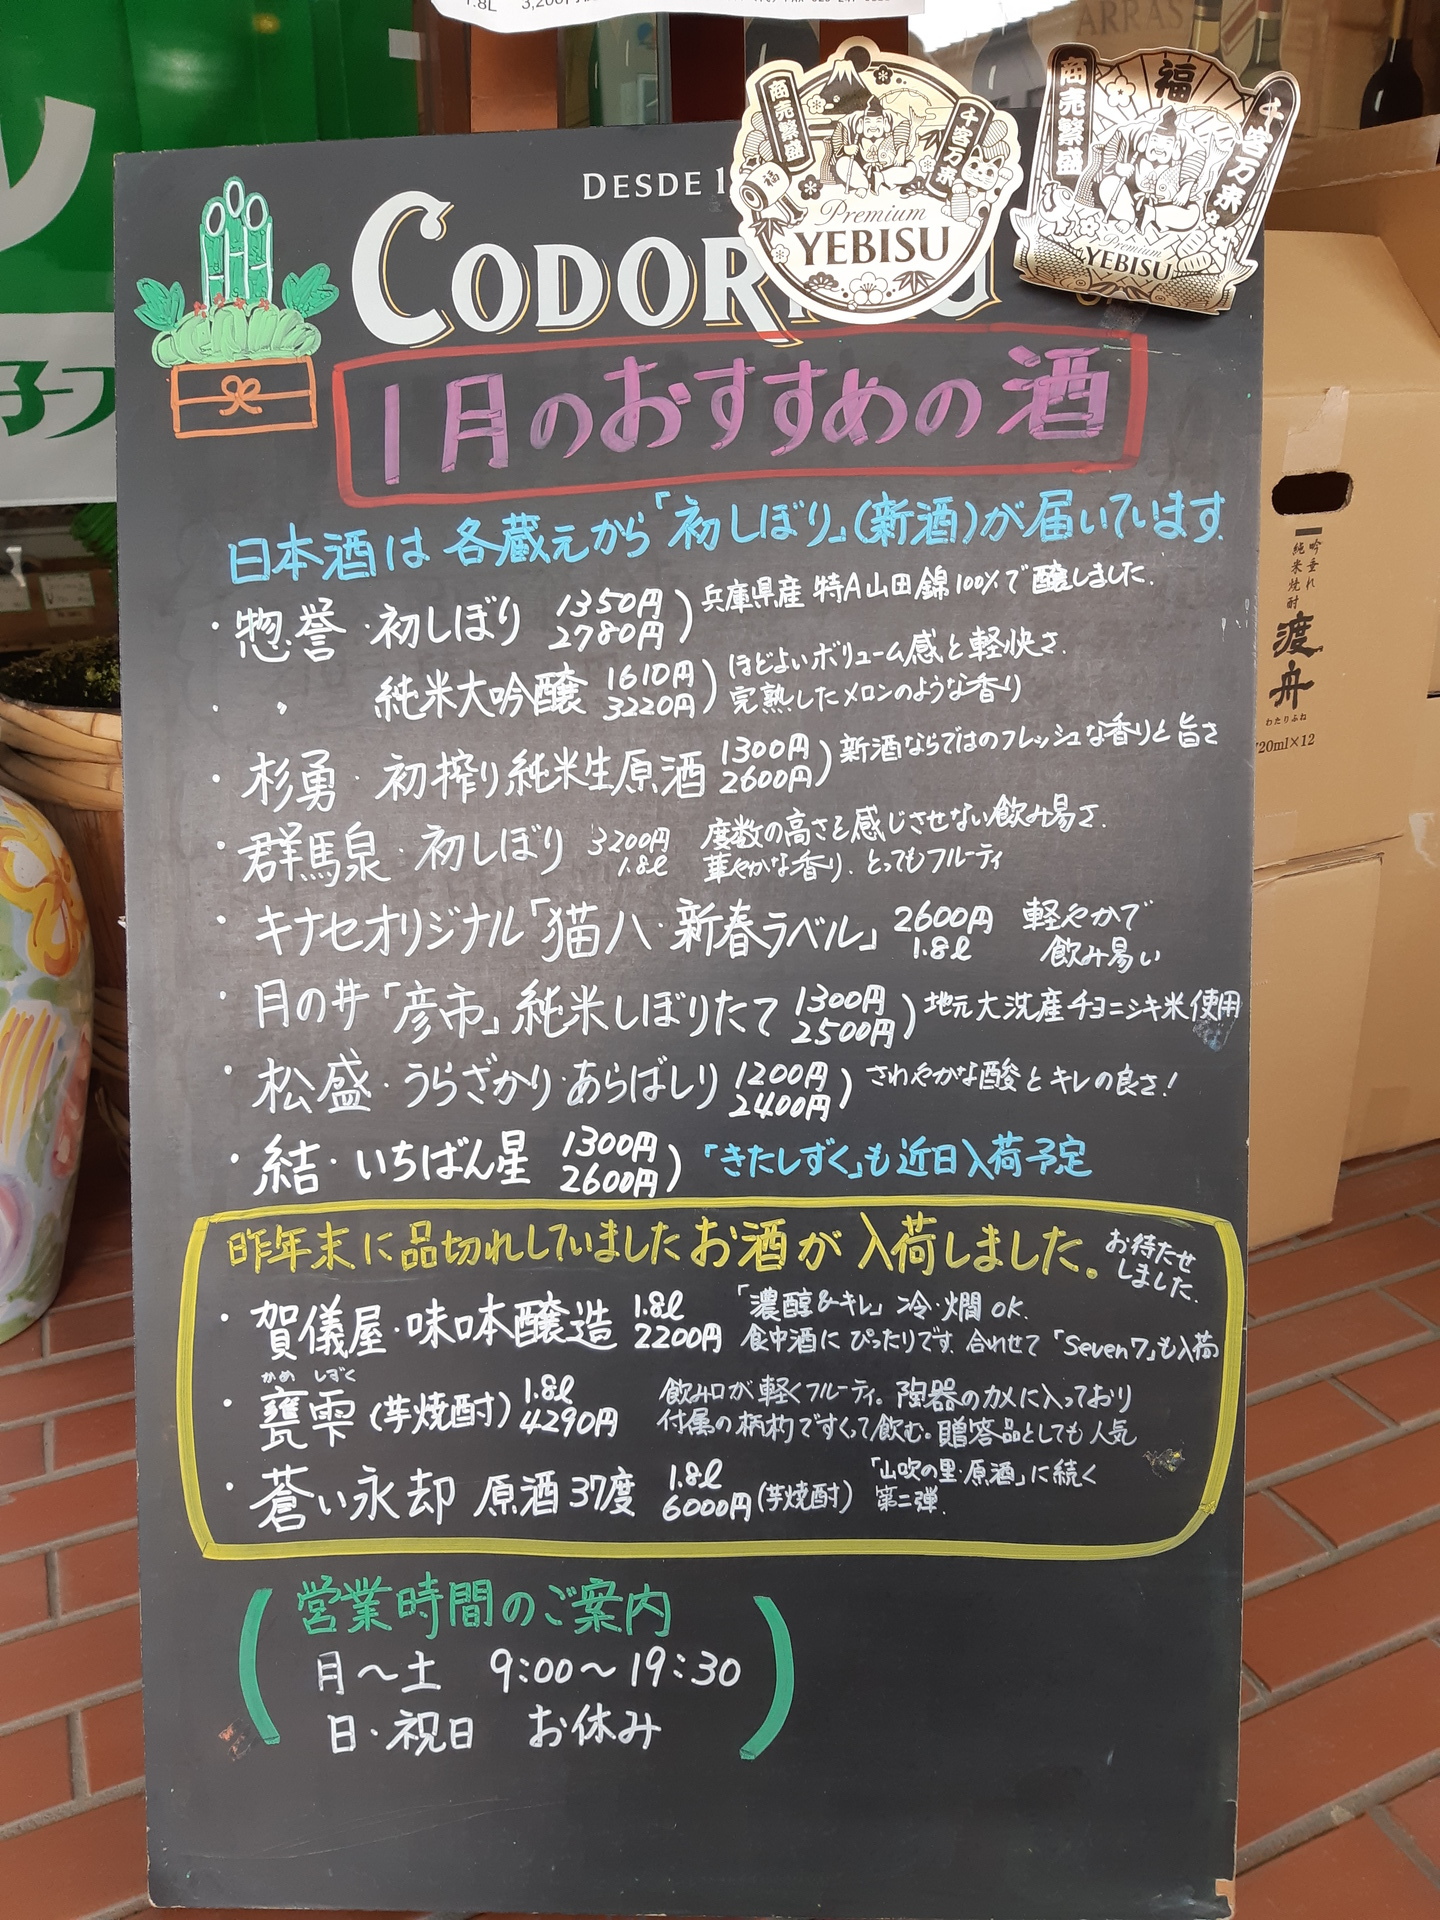 1.8L
DESDE 1
CODOR
商売繁盛
千客万来
福
Premium
YEBISU
福
商売繁盛
千客万来
Premium
YEBISU
ARRAS
1月のおすすめの酒
日本酒は各蔵元から「初しぼり」(新酒)が届いています.
・惣誉・初しぼり 1350円 2780円) 兵庫県産 特A山田錦100%で醸しました.
・〃 純米大吟醸 1610円 3220円) ほどよいボリューム感と軽快さ.
完熟したメロンのような香り
・杉勇・初搾り純米生原酒 1300円 2600円) 新酒ならではのフレッシュな香りと旨さ
・群馬泉・初しぼり 3200円 1.8ℓ 度数の高さを感じさせない飲み易さ.
華やかな香り.とってもフルーティ
・キナセオリジナル「猫八・新春ラベル」 2600円 1.8ℓ 軽やかで
飲み易い
・月の井「彦市」純米しぼりたて 1300円 2500円) 地元大洗産チヨニシキ米使用
・松盛・うらざかり・あらばしり 1200円 2400円) さわやかな酸とキレの良さ!
・結・いちばん星 1300円 2600円) 「きたしずく」も近日入荷予定
昨年末に品切れしていましたお酒が入荷しました。お待たせ
しました.
・賀儀屋・味口本醸造 1.8ℓ 2200円 「濃醇&キレ」冷・燗OK.
食中酒にぴったりです.合わせて「Seven7」も入荷
かめ しずく
・甕雫(芋焼酎) 1.8ℓ 4290円 飲み口が軽くフルーティ。陶器のカメに入っており
付属の柄杓ですくって飲む。贈答品としても人気
・蒼い永却 原酒37度 1.8ℓ 6000円(芋焼酎) 「山吹の里・原酒」に続く
第二弾.
(営業時間のご案内
月〜土 9:00〜19:30
日・祝日 お休み)
吟香れ
純米焼酎
渡舟
わたりふね
720ml×12